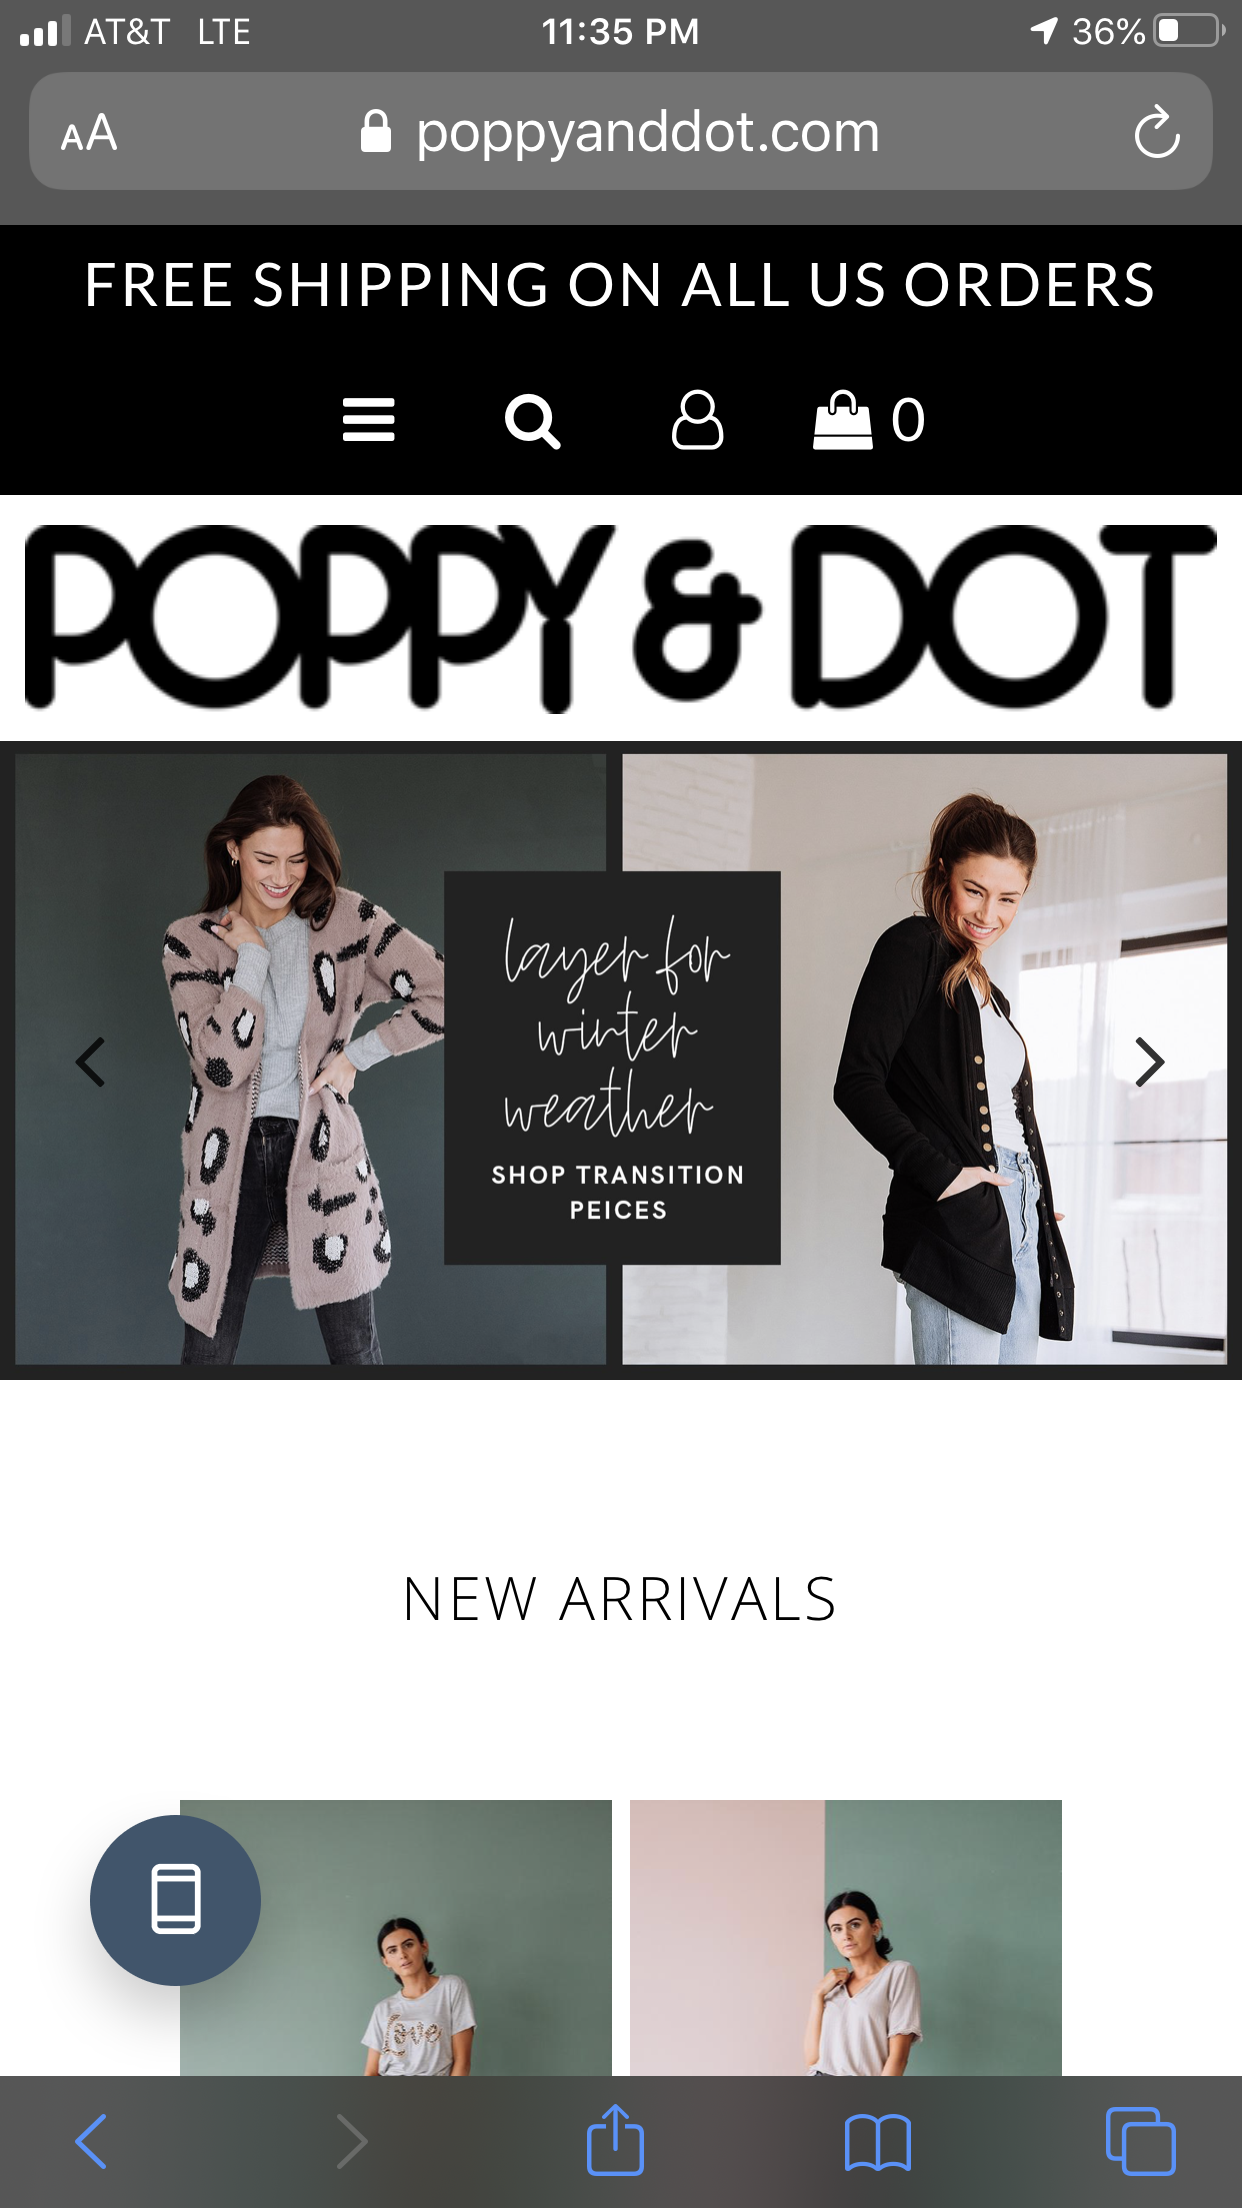 AT&T LTE 11:35 PM 36%
AA poppyanddot.com
FREE SHIPPING ON ALL US ORDERS
0
POPPY & DOT
layer for
winter
weather
SHOP TRANSITION
PEICES
NEW ARRIVALS
Love